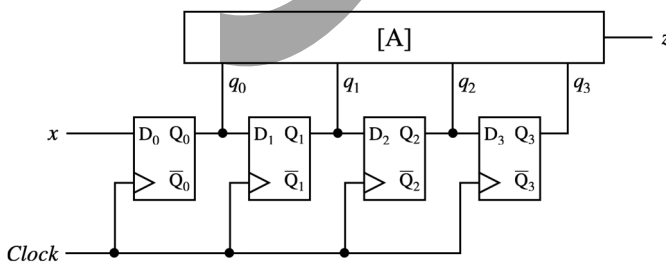 [A]
z
q₀ q₁ q₂ q₃
x D₀ Q₀ D₁ Q₁ D₂ Q₂ D₃ Q₃
Q̅₀ Q̅₁ Q̅₂ Q̅₃
Clock